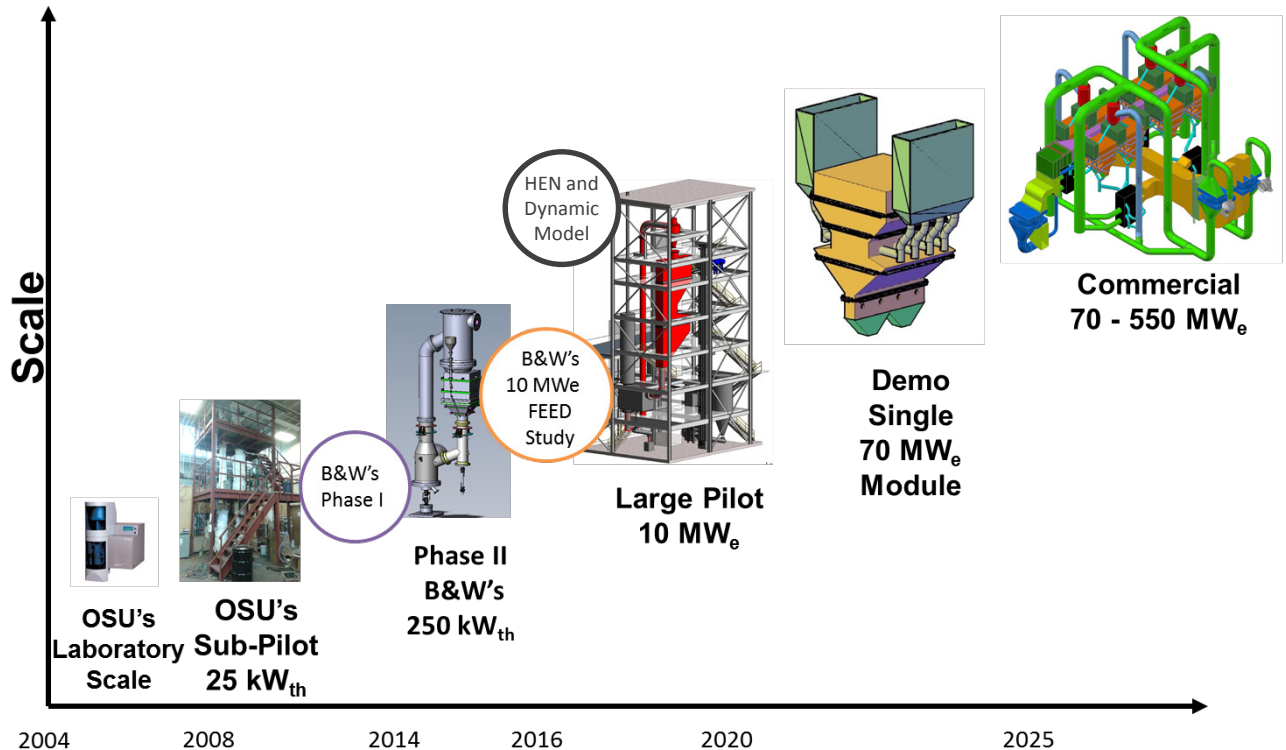 Scale
OSU's
Laboratory
Scale
OSU's
Sub-Pilot
25 kWth
B&W's
Phase I
Phase II
B&W's
250 kWth
B&W's
10 MWe
FEED
Study
HEN and
Dynamic
Model
Large Pilot
10 MWe
Demo
Single
70 MWe
Module
Commercial
70 - 550 MWe
2004
2008
2014
2016
2020
2025